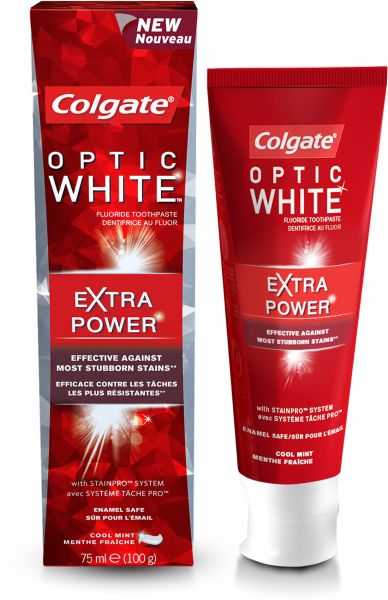 NEW
Nouveau
Colgate®
OPTIC
WHITE™
FLUORIDE TOOTHPASTE
DENTIFRICE AU FLUOR
EXTRA
POWER
EFFECTIVE AGAINST
MOST STUBBORN STAINS**
EFFICACE CONTRE LES TÂCHES
LES PLUS RÉSISTANTES**
with STAINPRO™ SYSTEM
avec SYSTÈME TÂCHE PRO™
ENAMEL SAFE
SÛR POUR L'ÉMAIL
COOL MINT
MENTHE FRAÎCHE
75 ml ℮ (100 g)
Colgate®
OPTIC
WHITE
FLUORIDE TOOTHPASTE
DENTIFRICE AU FLUOR
EXTRA
POWER
EFFECTIVE AGAINST
MOST STUBBORN STAINS**
with STAINPRO™ SYSTEM
avec SYSTÈME TÂCHE PRO™
ENAMEL SAFE/SÛR POUR L'ÉMAIL
COOL MINT
MENTHE FRAÎCHE